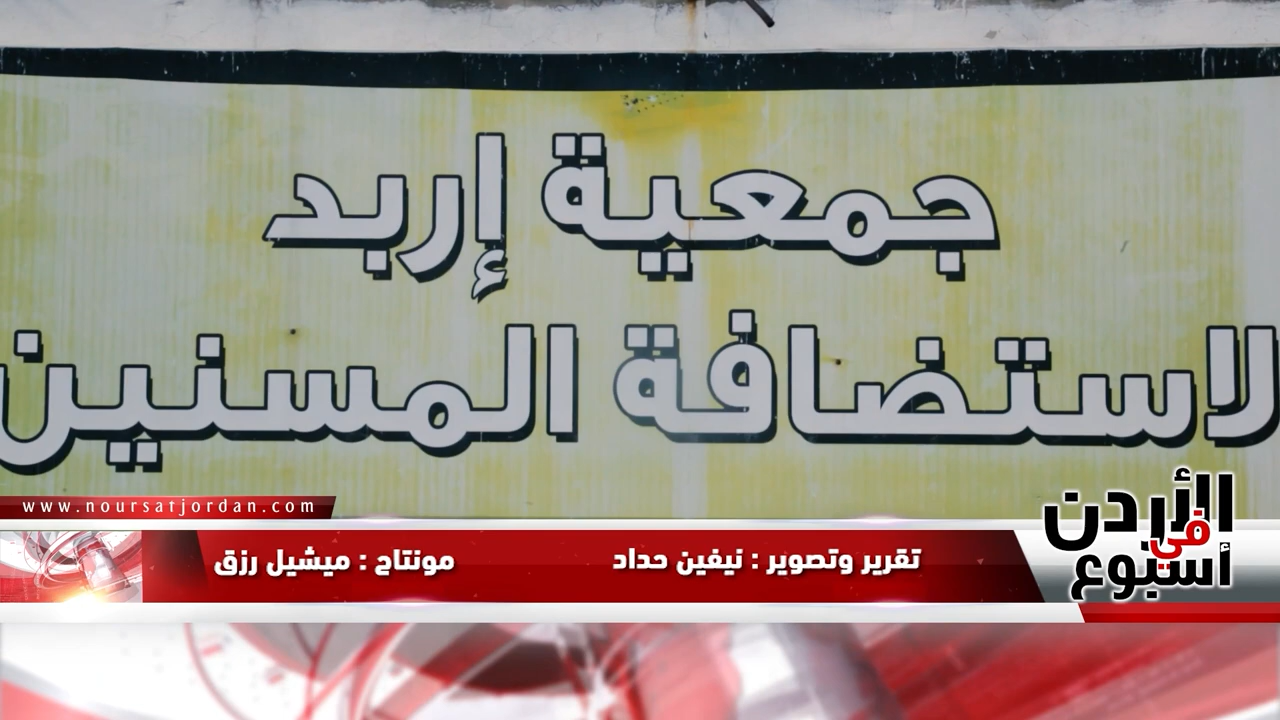 جمعية إربد
لاستضافة المسنين
www.noursatjordan.com
الأردن
في
أسبوع
تقرير وتصوير : نيفين حداد
مونتاج : ميشيل رزق